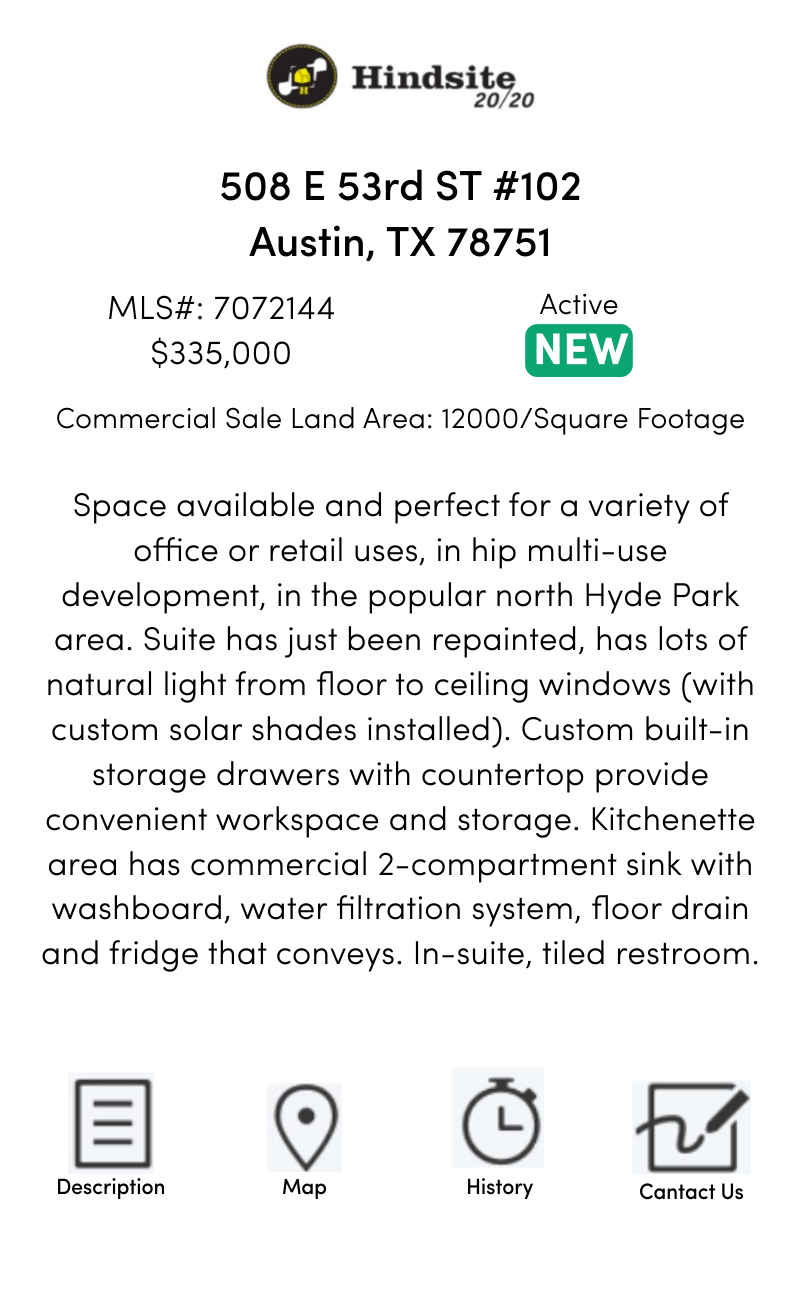 Hindsite
20/20
H
508 E 53rd ST #102
Austin, TX 78751
MLS#: 7072144
$335,000
Active
NEW
Commercial Sale Land Area: 12000/Square Footage
Space available and perfect for a variety of
office or retail uses, in hip multi-use
development, in the popular north Hyde Park
area. Suite has just been repainted, has lots of
natural light from floor to ceiling windows (with
custom solar shades installed). Custom built-in
storage drawers with countertop provide
convenient workspace and storage. Kitchenette
area has commercial 2-compartment sink with
washboard, water filtration system, floor drain
and fridge that conveys. In-suite, tiled restroom.
Description
Map
History
Cantact Us